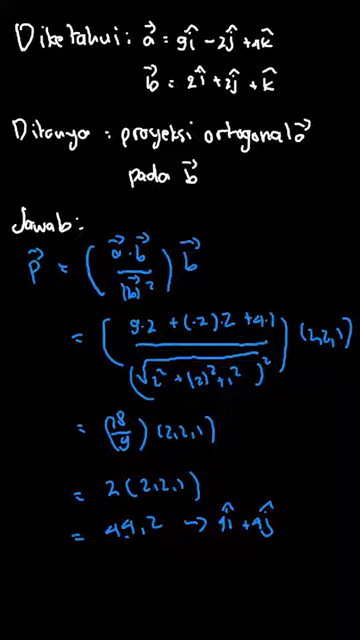 Diketahui: a⃗ = 9î - 2ĵ + 4k̂
b⃗ = 2î + 2ĵ + k̂
Ditanya = proyeksi ortogonal a⃗
pada b⃗
Jawab:
p⃗ = ( a⃗ · b⃗ / |b⃗|² ) b⃗
= ( 9.2 + (-2).2 + 4.1 / (√2² + (2)² + 1²)² ) (2,2,1)
= (18/9) (2,2,1)
= 2 (2,2,1)
= 4 4, 2 → 4î + 4ĵ